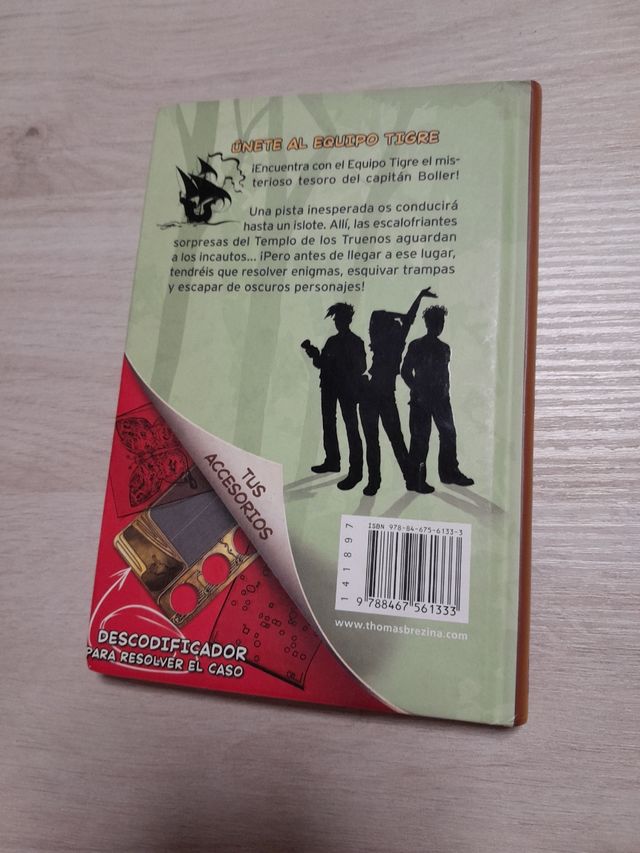 ÚNETE AL EQUIPO TIGRE
¡Encuentra con el Equipo Tigre el mis-
terioso tesoro del capitán Boller!
Una pista inesperada os conducirá
hasta un islote. Allí, las escalofriantes
sorpresas del Templo de los Truenos aguardan
a los incautos... ¡Pero antes de llegar a ese lugar,
tendréis que resolver enigmas, esquivar trampas
y escapar de oscuros personajes!
TUS
ACCESORIOS
DESCODIFICADOR
PARA RESOLVER EL CASO
141897
ISBN 978-84-675-6133-3
9 788467 561333
www.thomasbrezina.com